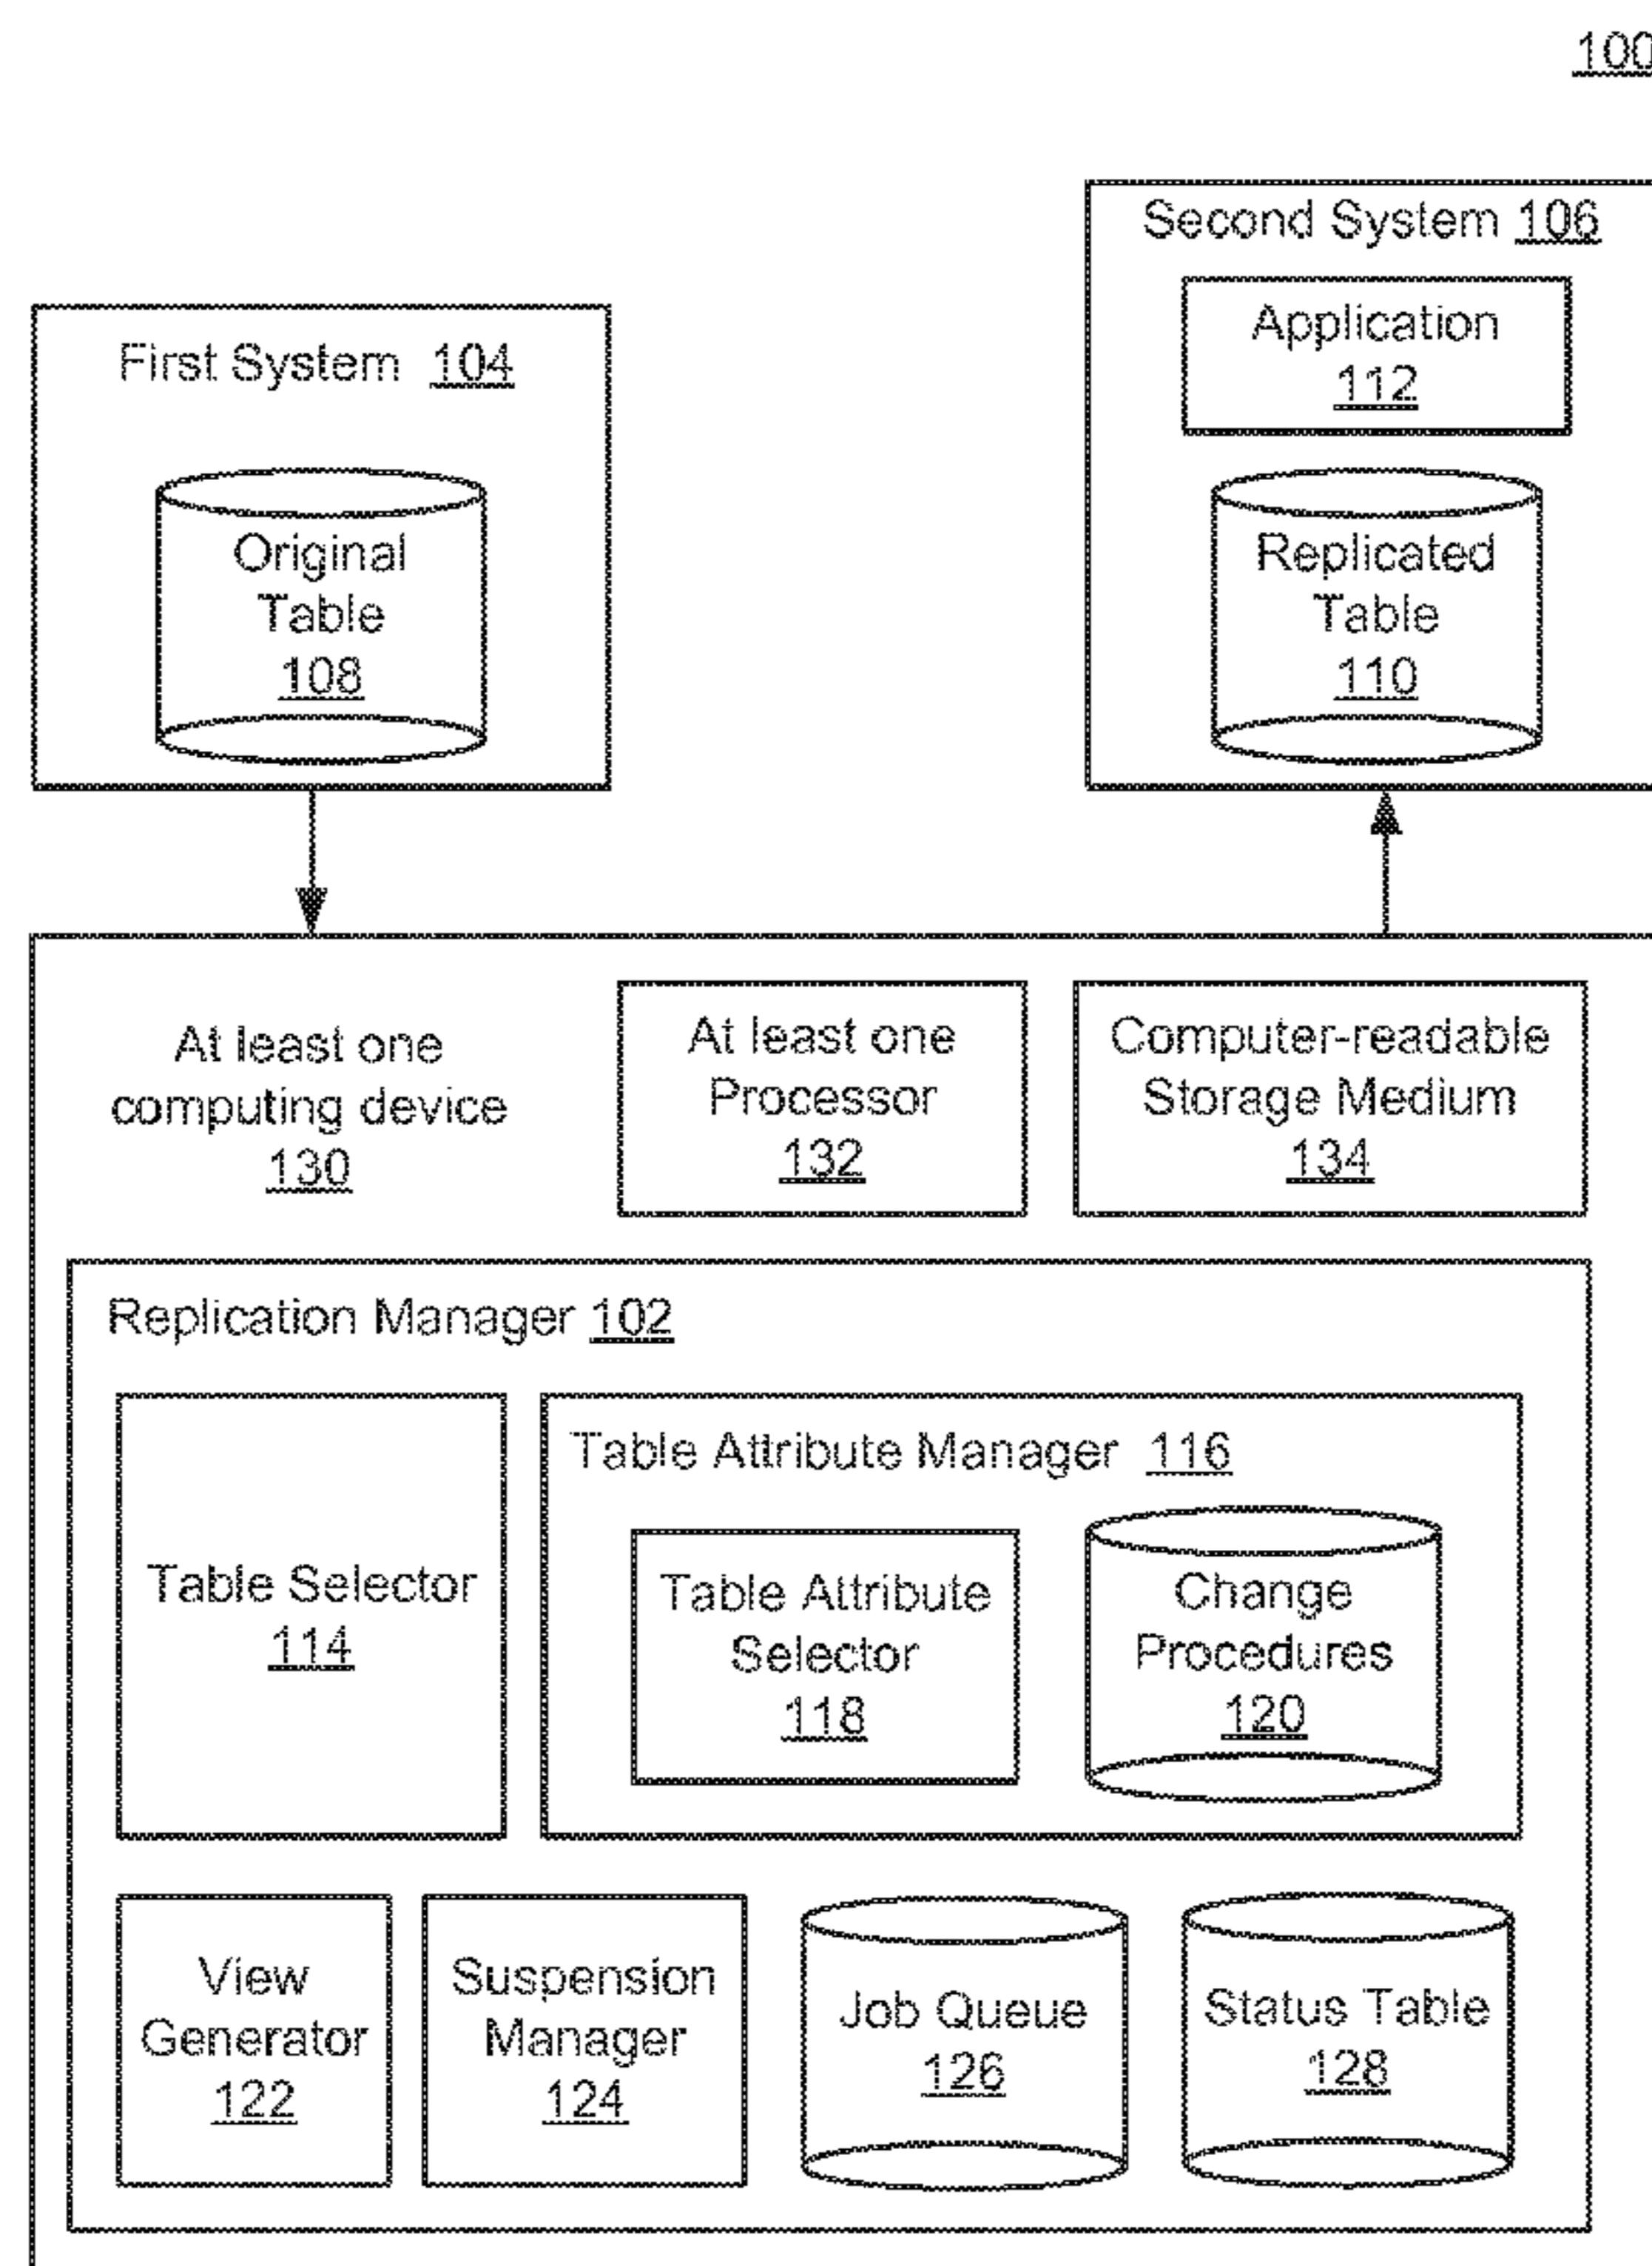 100
Second System 106
Application
112
First System 104
Original
Table
108
Replicated
Table
110
At least one
computing device
130
At least one
Processor
132
Computer-readable
Storage Medium
134
Replication Manager 102
Table Selector
114
Table Attribute Manager 116
Table Attribute
Selector
118
Change
Procedures
120
View
Generator
122
Suspension
Manager
124
Job Queue
126
Status Table
128